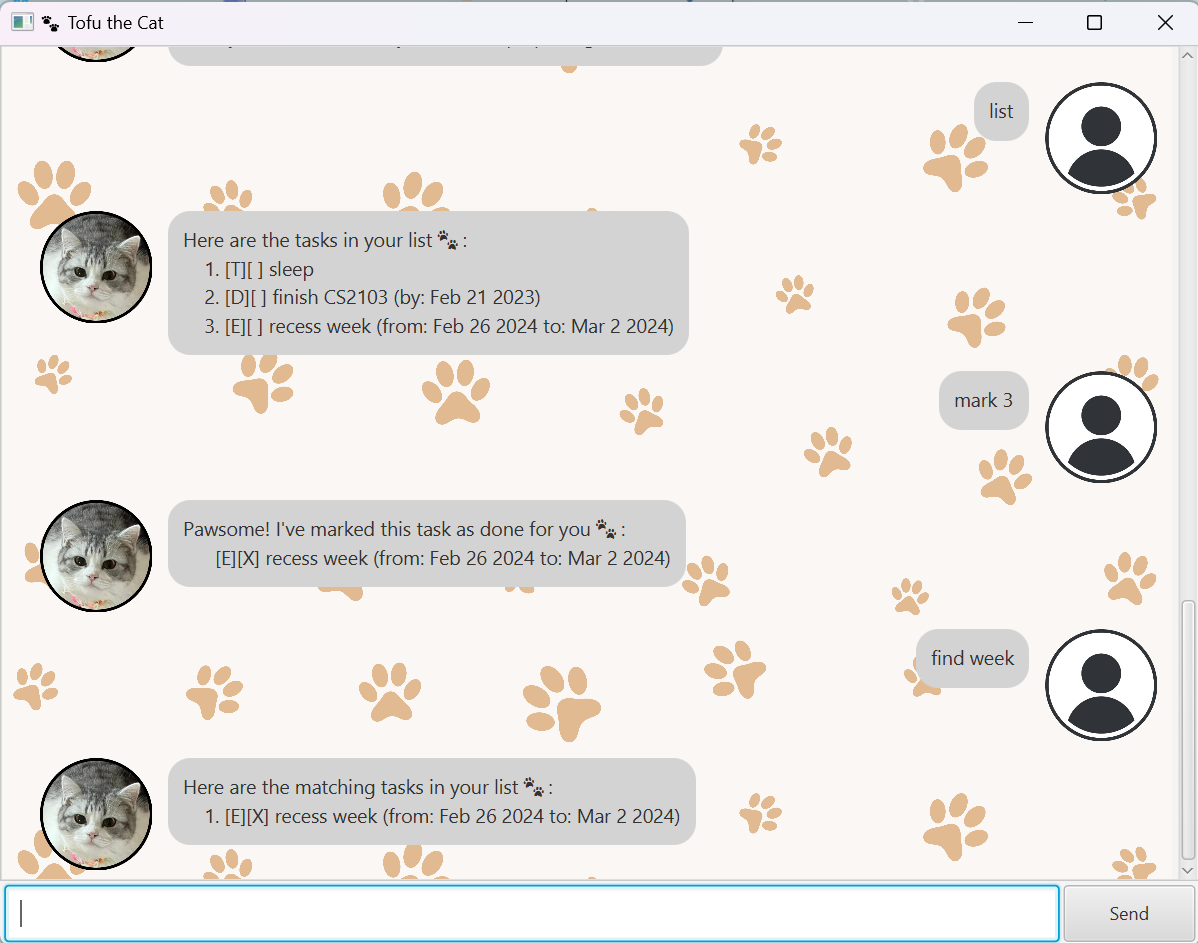 🐾 Tofu the Cat
list
Here are the tasks in your list 🐾 :
1. [T][ ] sleep
2. [D][ ] finish CS2103 (by: Feb 21 2023)
3. [E][ ] recess week (from: Feb 26 2024 to: Mar 2 2024)
mark 3
Pawsome! I've marked this task as done for you 🐾 :
[E][X] recess week (from: Feb 26 2024 to: Mar 2 2024)
find week
Here are the matching tasks in your list 🐾 :
1. [E][X] recess week (from: Feb 26 2024 to: Mar 2 2024)
Send